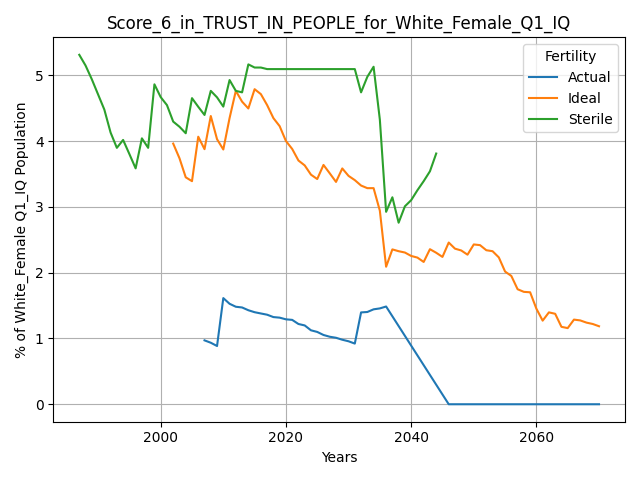 Score_6_in_TRUST_IN_PEOPLE_for_White_Female_Q1_IQ
% of White_Female Q1_IQ Population
5
4
3
2
1
0
2000
2020
2040
2060
Years
Fertility
Actual
Ideal
Sterile